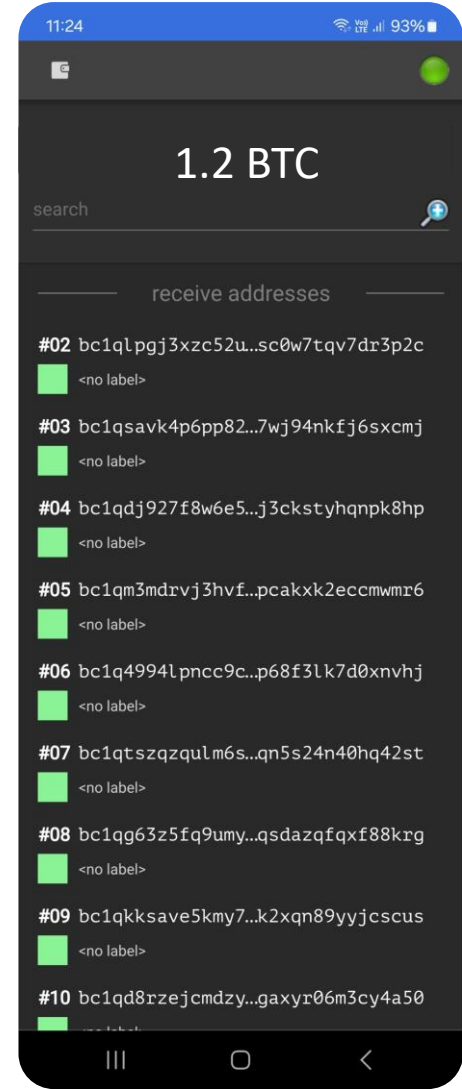 11:24 Vo) LTE 93%
1.2 BTC
search
receive addresses
#02 bc1qlpgj3xzc52u...sc0w7tqv7dr3p2c
<no label>
#03 bc1qsavk4p6pp82...7wj94nkfj6sxcmj
<no label>
#04 bc1qdj927f8w6e5...j3ckstyhqnpk8hp
<no label>
#05 bc1qm3mdrvj3hvf...pcakxk2eccmwmr6
<no label>
#06 bc1q4994lpncc9c...p68f3lk7d0xnvhj
<no label>
#07 bc1qtszqzqulm6s...qn5s24n40hq42st
<no label>
#08 bc1qg63z5fq9umy...qsdazqfqxf88krg
<no label>
#09 bc1qkksave5kmy7...k2xqn89yyjcscus
<no label>
#10 bc1qd8rzejcmdzy...gaxyr06m3cy4a50